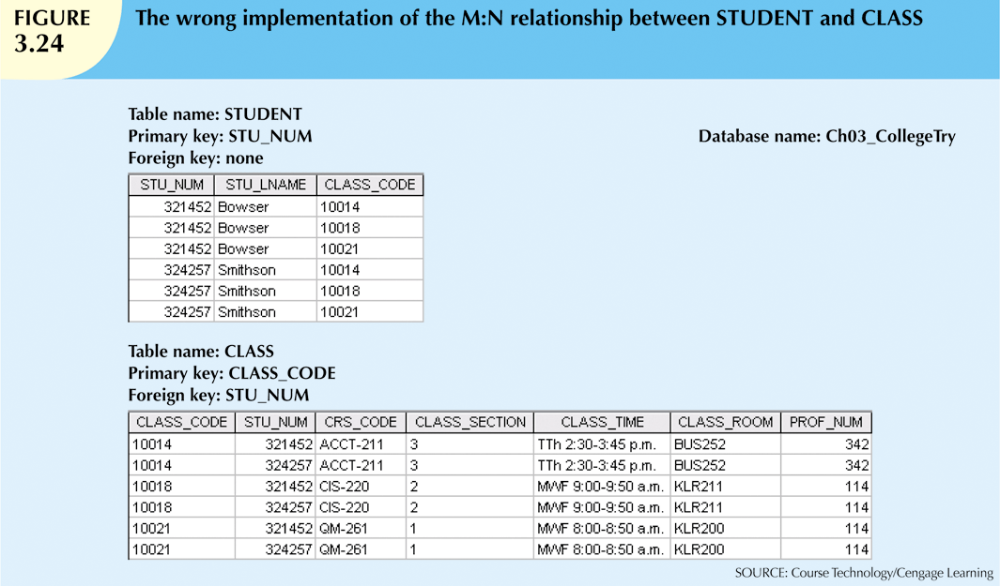 FIGURE
3.24
The wrong implementation of the M:N relationship between STUDENT and CLASS
Table name: STUDENT
Primary key: STU_NUM
Database name: Ch03_CollegeTry
Foreign key: none
STU_NUM STU_LNAME CLASS_CODE
321452 Bowser 10014
321452 Bowser 10018
321452 Bowser 10021
324257 Smithson 10014
324257 Smithson 10018
324257 Smithson 10021
Table name: CLASS
Primary key: CLASS_CODE
Foreign key: STU_NUM
CLASS_CODE STU_NUM CRS_CODE CLASS_SECTION CLASS_TIME CLASS_ROOM PROF_NUM
10014 321452 ACCT-211 3 TTh 2:30-3:45 p.m. BUS252 342
10014 324257 ACCT-211 3 TTh 2:30-3:45 p.m. BUS252 342
10018 321452 CIS-220 2 MWF 9:00-9:50 a.m. KLR211 114
10018 324257 CIS-220 2 MWF 9:00-9:50 a.m. KLR211 114
10021 321452 QM-261 1 MWF 8:00-8:50 a.m. KLR200 114
10021 324257 QM-261 1 MWF 8:00-8:50 a.m. KLR200 114
SOURCE: Course Technology/Cengage Learning